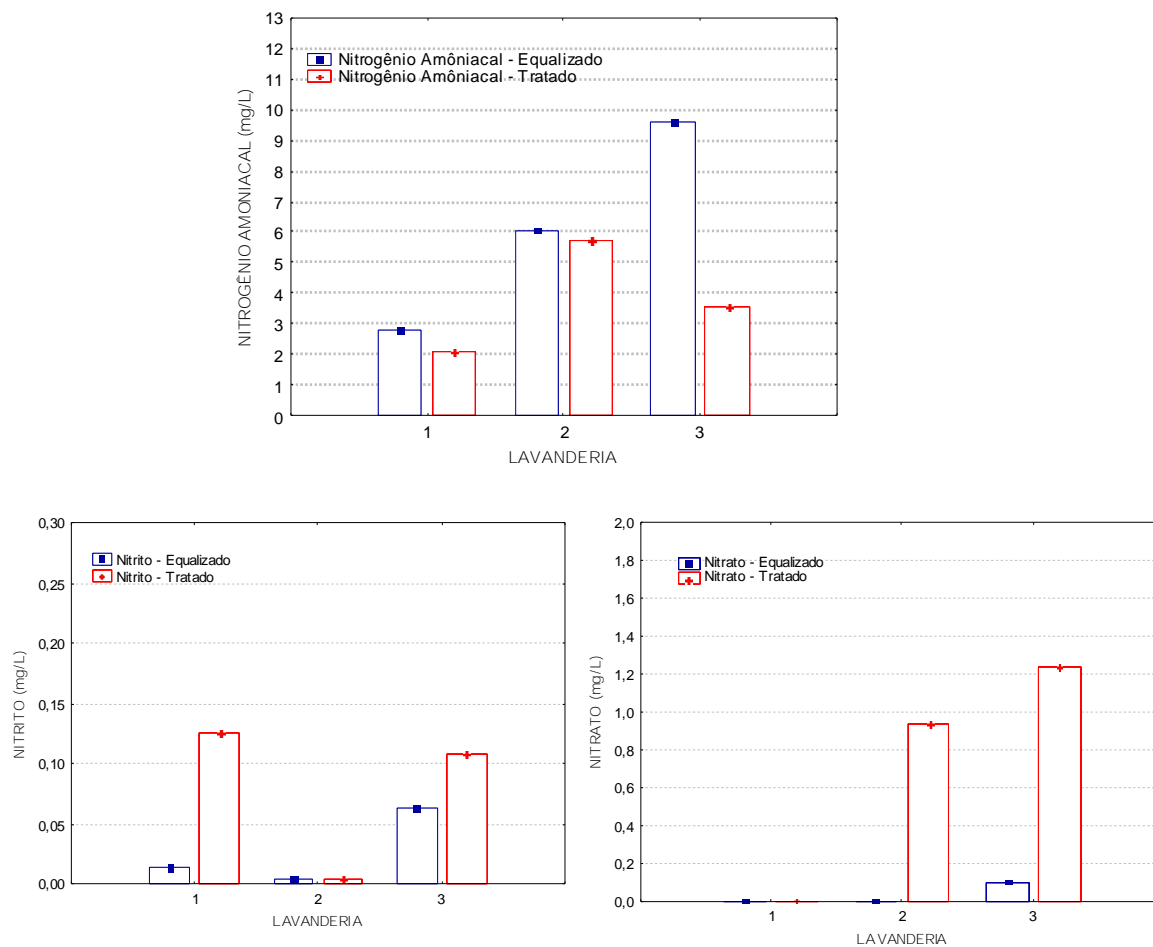 13
12
11
10
9
8
7
6
5
4
3
2
1
0
NITROGÊNIO AMONIACAL (mg/L)
Nitrogênio Amôniacal - Equalizado
Nitrogênio Amôniacal - Tratado
1 2 3
LAVANDERIA
0,30
0,25
0,20
0,15
0,10
0,05
0,00
NITRITO (mg/L)
Nitrito - Equalizado
Nitrito - Tratado
1 2 3
LAVANDERIA
2,0
1,8
1,6
1,4
1,2
1,0
0,8
0,6
0,4
0,2
0,0
NITRATO (mg/L)
Nitrato - Equalizado
Nitrato - Tratado
1 2 3
LAVANDERIA